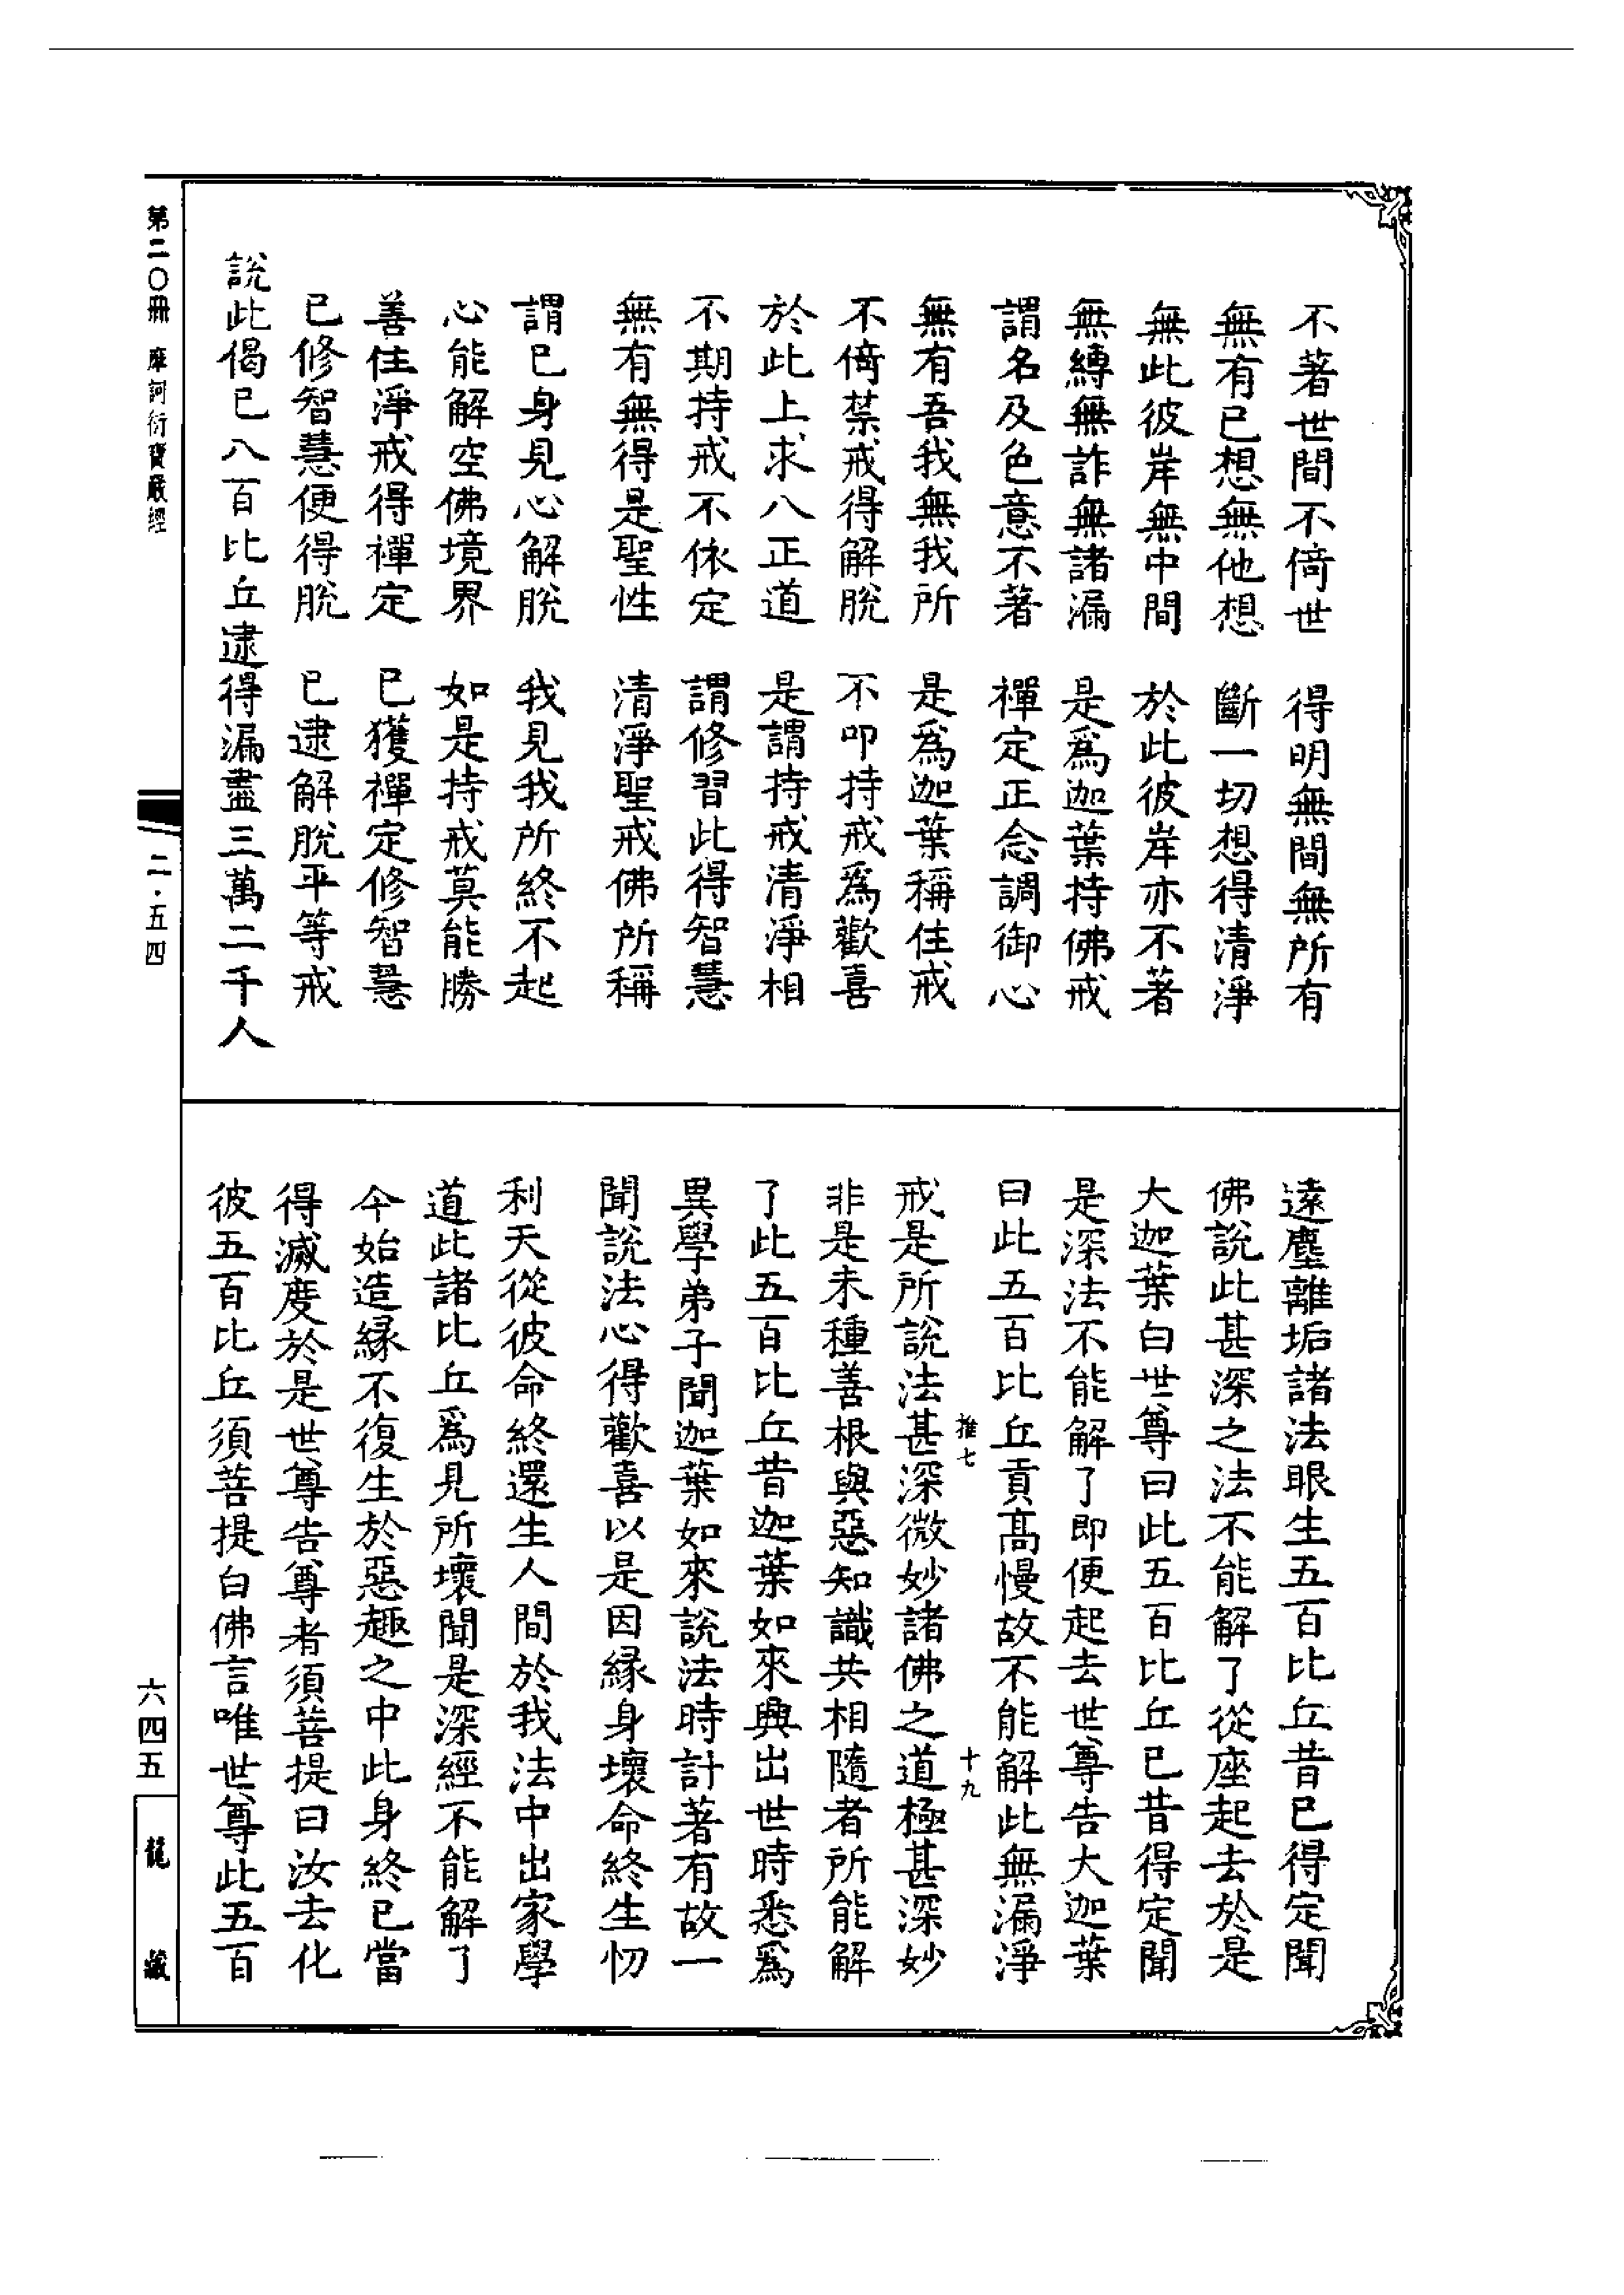 不著世間不倚世　得明無間無所有
無有已想無他想　斷一切想得清淨
無此彼岸無中間　於此彼岸亦不著
無縛無詐無諸漏　是為迦葉持佛戒
謂名及色意不著　禪定正念調御心
無有吾我無我所　是為迦葉稱住戒
不倚禁戒得解脫　不叩持戒為歡喜
於此上求八正道　是謂持戒清淨相
不期持戒不依定　謂修習此得智慧
無有無得是聖性　清淨聖戒佛所稱
謂已身見心解脫　我見我所終不起
心能解空佛境界　如是持戒莫能勝
善住淨戒得禪定　已獲禪定修智慧
已修智慧便得脫　已逮解脫平等戒
說此偈已八百比丘逮得漏盡三萬二千人
遠塵離垢諸法眼生五百比丘昔已得定聞
佛說此甚深之法不能解了從座起去於是
大迦葉白世尊曰此五百比丘已昔得定聞
是深法不能解了即便起去世尊告大迦葉
曰此五百比丘貢高慢故不能解此無漏淨
推七　十九
戒是所說法甚深微妙諸佛之道極甚深妙
非是未種善根與惡知識共相隨者所能解
了此五百比丘昔迦葉如來興出世時悉為
異學弟子聞迦葉如來說法時計著有故一
聞說法心得歡喜以是因緣身壞命終生忉
利天從彼命終還生人間於我法中出家學
道此諸比丘為見所壞聞是深經不能解了
今始造緣不復生於惡趣之中此身終已當
得滅度於是世尊告尊者須菩提曰汝去化
彼五百比丘須菩提白佛言唯世尊此五百
第二〇冊　摩訶衍寶嚴經
二·五四
六四五
龍藏